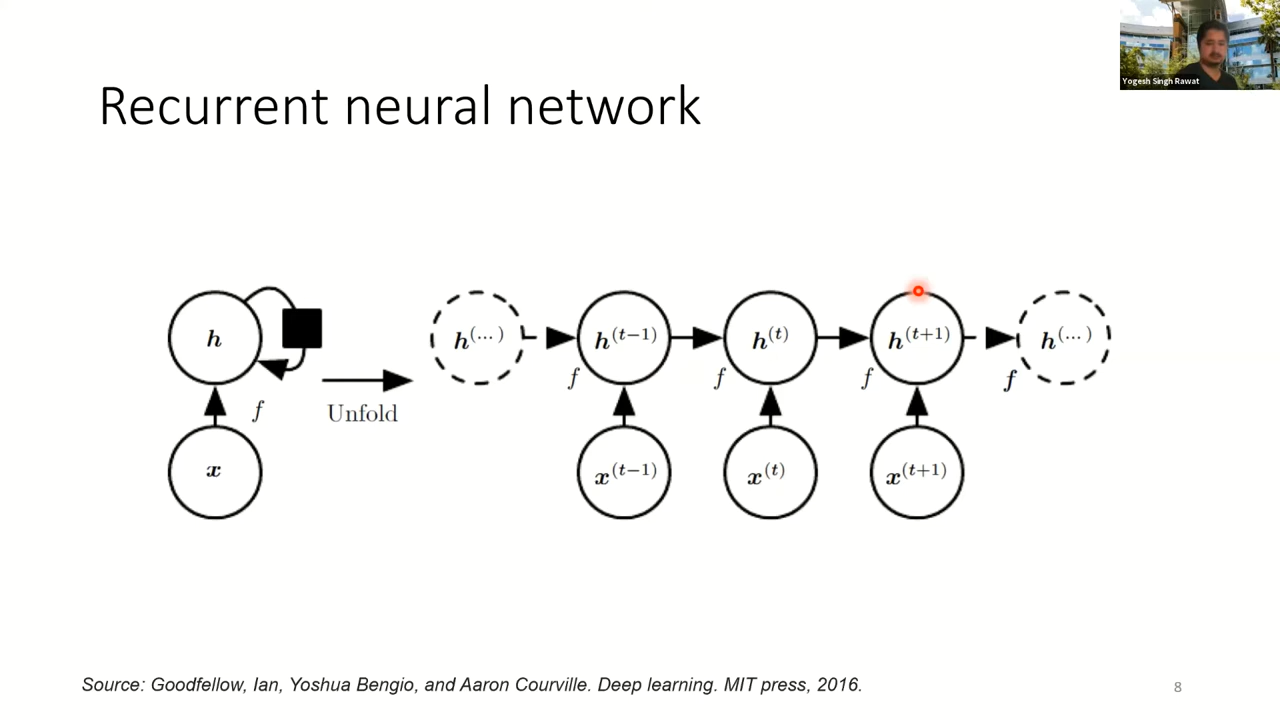 Yogesh Singh Rawat
Recurrent neural network
h
h(...)
h(t−1)
h(t)
h(t+1)
h(...)
f
f
f
f
f
Unfold
x
x(t−1)
x(t)
x(t+1)
Source: Goodfellow, Ian, Yoshua Bengio, and Aaron Courville. Deep learning. MIT press, 2016.
8